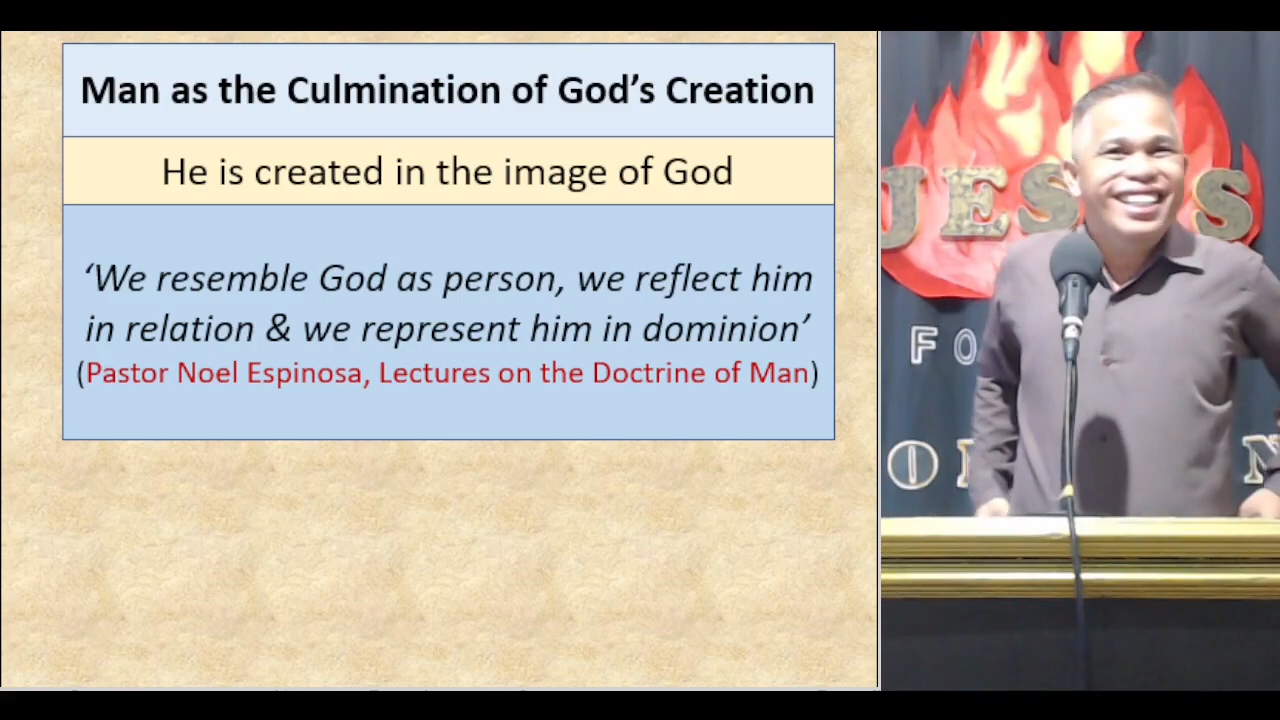 Man as the Culmination of God’s Creation
He is created in the image of God
‘We resemble God as person, we reflect him
in relation & we represent him in dominion’
(Pastor Noel Espinosa, Lectures on the Doctrine of Man)
JES S
FO